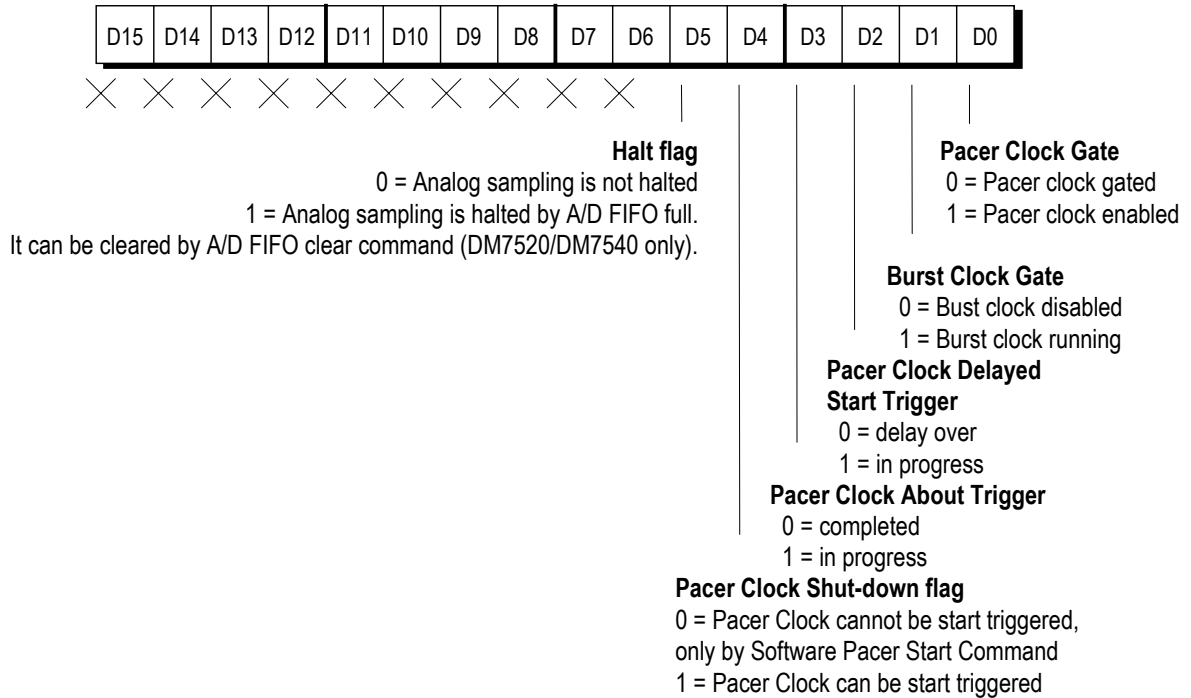 D15 D14 D13 D12 D11 D10 D9 D8 D7 D6 D5 D4 D3 D2 D1 D0
Halt flag
0 = Analog sampling is not halted
1 = Analog sampling is halted by A/D FIFO full.
It can be cleared by A/D FIFO clear command (DM7520/DM7540 only).
Pacer Clock Gate
0 = Pacer clock gated
1 = Pacer clock enabled
Burst Clock Gate
0 = Bust clock disabled
1 = Burst clock running
Pacer Clock Delayed
Start Trigger
0 = delay over
1 = in progress
Pacer Clock About Trigger
0 = completed
1 = in progress
Pacer Clock Shut-down flag
0 = Pacer Clock cannot be start triggered,
only by Software Pacer Start Command
1 = Pacer Clock can be start triggered